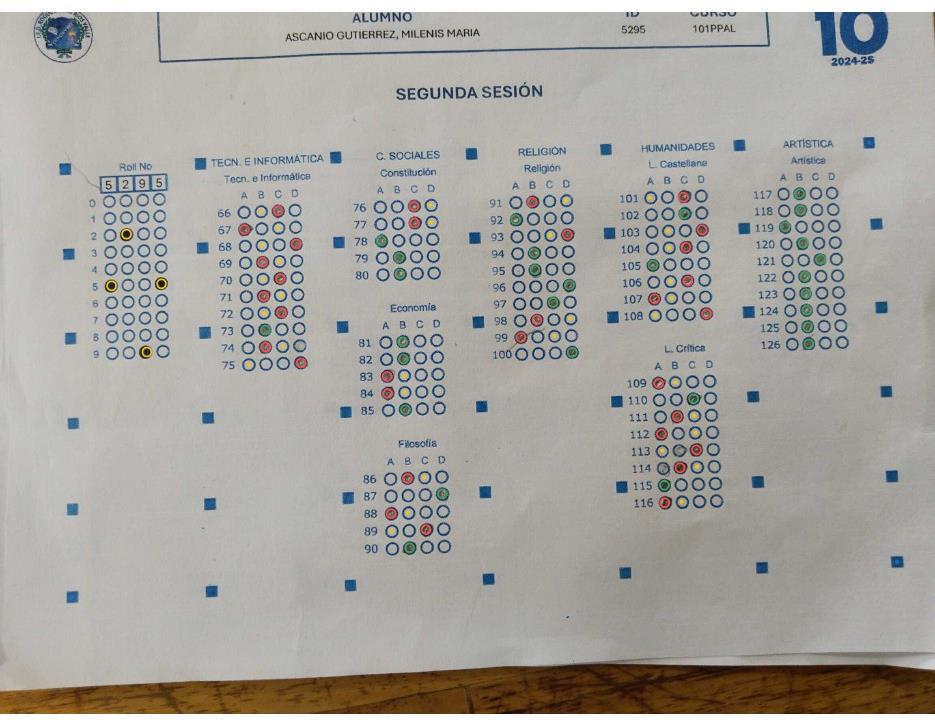 ALUMNO
ID
CURSO
ASCANIO GUTIERREZ, MILENIS MARIA
5295
101PPAL
10
2024-25
SEGUNDA SESIÓN
Roll No
5 2 9 5
0
1
2
3
4
5
6
7
8
9
TECN. E INFORMÁTICA
Tecn. e Informática
A B C D
66
67
68
69
70
71
72
73
74
75
C. SOCIALES
Constitución
A B C D
76
77
78
79
80
Economía
A B C D
81
82
83
84
85
Filosofía
A B C D
86
87
88
89
90
RELIGIÓN
Religión
A B C D
91
92
93
94
95
96
97
98
99
100
HUMANIDADES
L. Castellana
A B C D
101
102
103
104
105
106
107
108
L. Crítica
A B C D
109
110
111
112
113
114
115
116
ARTÍSTICA
Artística
A B C D
117
118
119
120
121
122
123
124
125
126